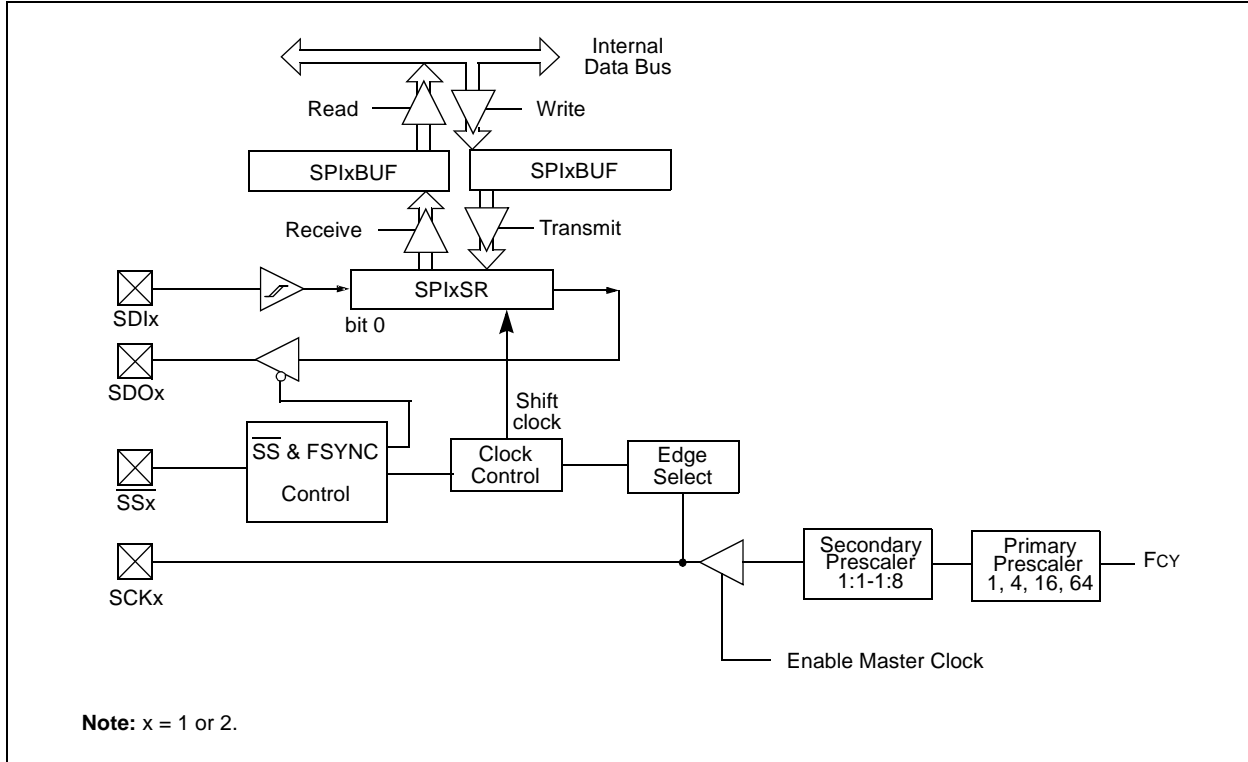 Internal
Data Bus
Read
Write
SPIxBUF
SPIxBUF
Receive
Transmit
SDIx
SPIxSR
bit 0
SDOx
Shift
clock
SS & FSYNC
Control
Clock
Control
Edge
Select
SSx
SCKx
Secondary
Prescaler
1:1-1:8
Primary
Prescaler
1, 4, 16, 64
FCY
Enable Master Clock
Note: x = 1 or 2.